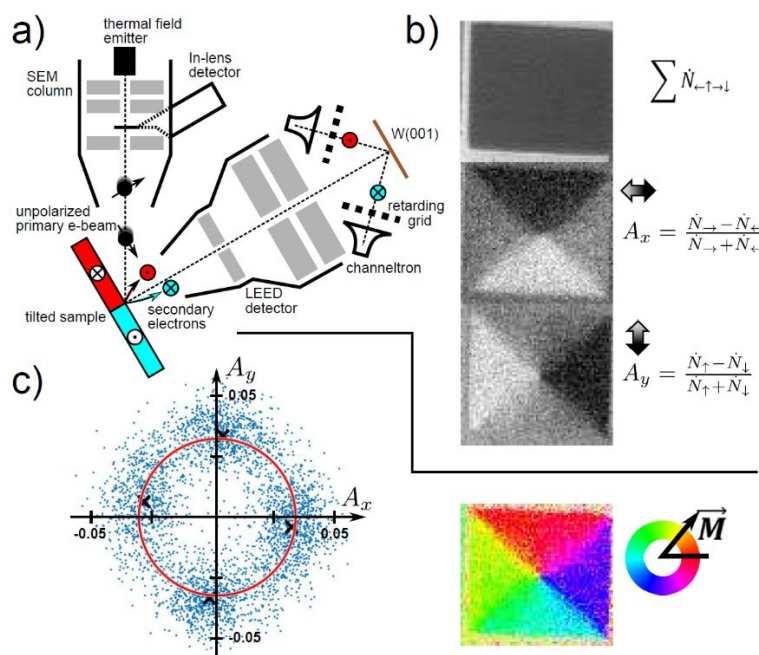 a)
thermal field
emitter
SEM
column
In-lens
detector
W(001)
unpolarized
primary e-beam
retarding
grid
channeltron
LEED
detector
tilted sample
secondary
electrons
b)
∑ Ṅ←↑→↓
Aₓ = (Ṅ→ − Ṅ←) / (Ṅ→ + Ṅ←)
A_y = (Ṅ↑ − Ṅ↓) / (Ṅ↑ + Ṅ↓)
M
c)
A_y
0.05
Aₓ
-0.05
0.05
-0.05